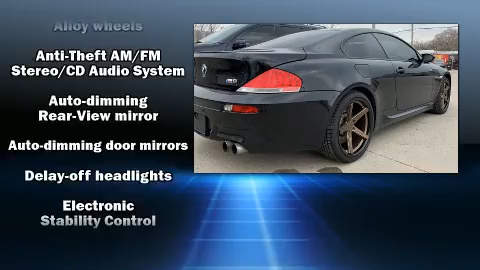 Alloy wheels
Anti-Theft AM/FM
Stereo/CD Audio System
Auto-dimming
Rear-View mirror
Auto-dimming door mirrors
Delay-off headlights
Electronic
Stability Control